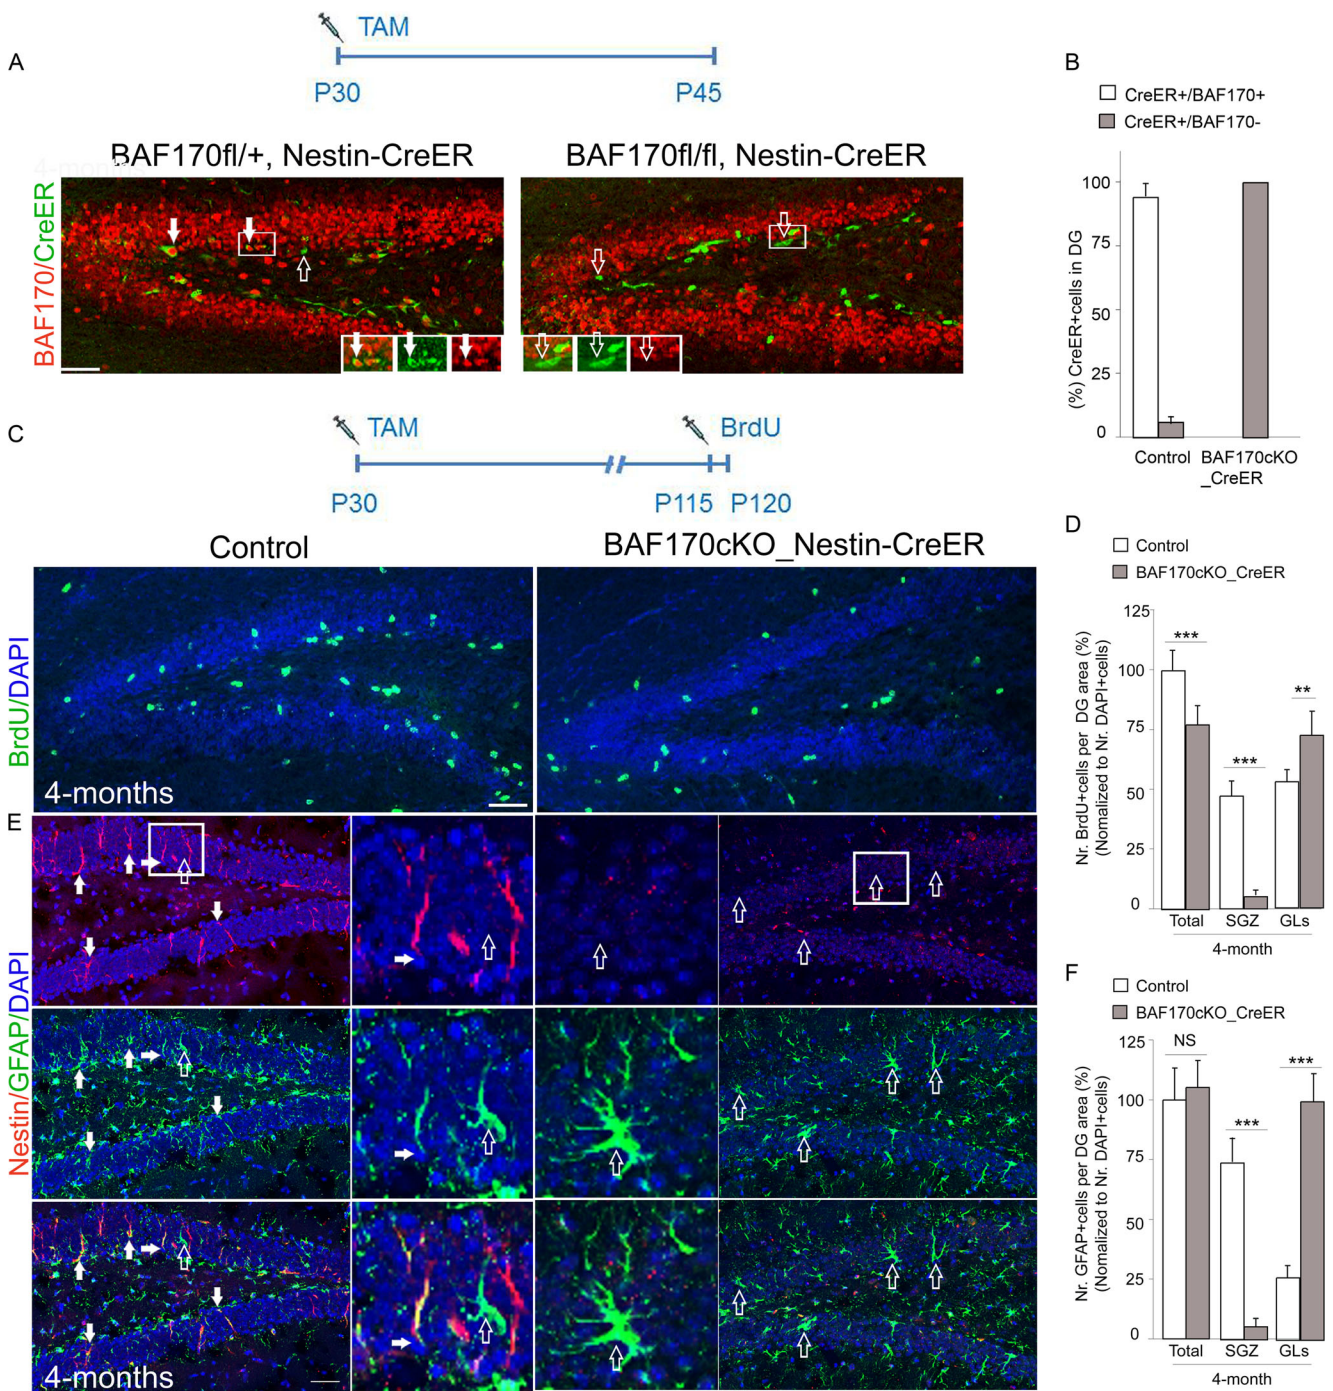 TAM
A
P30
P45
BAF170fl/+, Nestin-CreER
BAF170fl/fl, Nestin-CreER
4-months
BAF170/CreER
B
CreER+/BAF170+
CreER+/BAF170-
(%) CreER+cells in DG
100
75
50
25
0
Control
BAF170cKO
_CreER
C
TAM
BrdU
P30
P115
P120
Control
BAF170cKO_Nestin-CreER
BrdU/DAPI
4-months
D
Control
BAF170cKO_CreER
Nr. BrdU+cells per DG area (%)
(Nomalized to Nr. DAPI+cells)
125
100
75
50
25
0
***
***
**
Total
SGZ
GLs
4-month
E
Nestin/GFAP/DAPI
4-months
F
Control
BAF170cKO_CreER
Nr. GFAP+cells per DG area (%)
(Nomalized to Nr. DAPI+cells)
125
100
75
50
25
0
NS
***
***
Total
SGZ
GLs
4-month